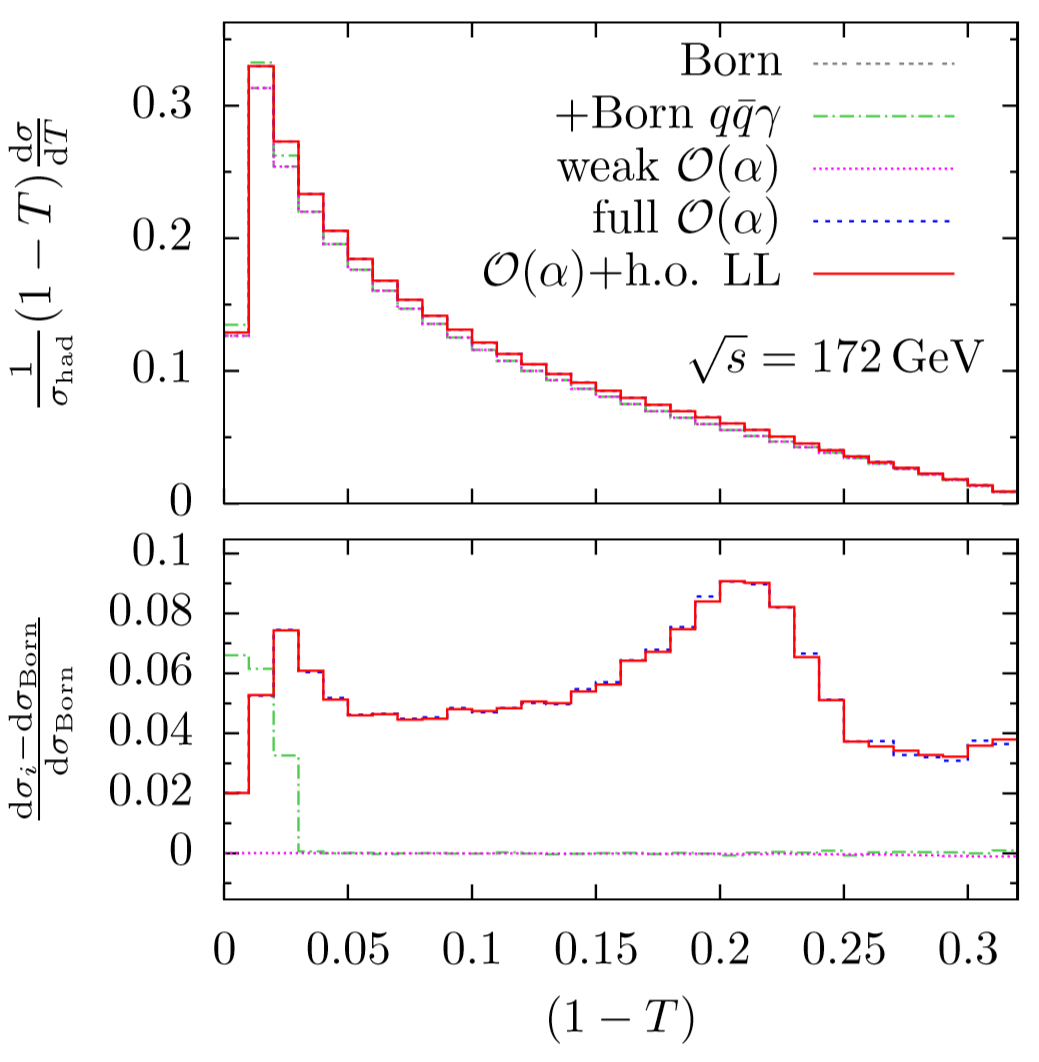 1/σ_had (1 − T) dσ/dT
0.3
0.2
0.1
0
Born
+Born qq̄γ
weak 𝒪(α)
full 𝒪(α)
𝒪(α)+h.o. LL
√s = 172 GeV
dσ_i−dσ_Born/dσ_Born
0.1
0.08
0.06
0.04
0.02
0
0 0.05 0.1 0.15 0.2 0.25 0.3
(1 − T)